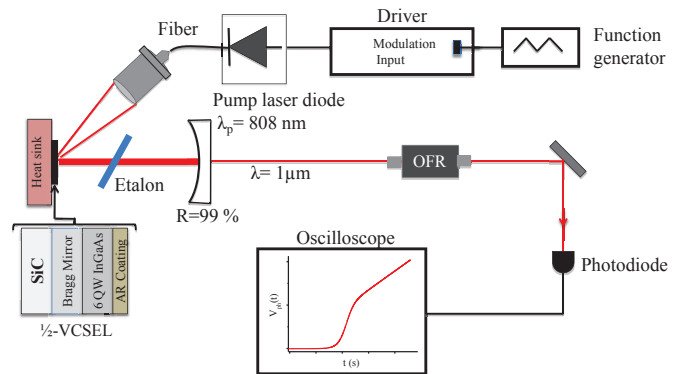 Driver
Fiber
Modulation
Input
Function
generator
Pump laser diode
λp= 808 nm
Heat sink
Etalon
λ= 1µm
OFR
R=99 %
SiC
Bragg Mirror
6 QW InGaAs
AR Coating
½-VCSEL
Oscilloscope
Vph(t)
t (s)
Photodiode